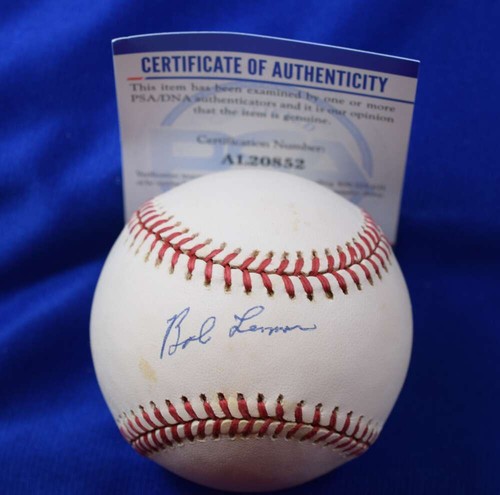 CERTIFICATE OF AUTHENTICITY
This item has been examined by one or more
PSA/DNA authenticators and it is our opinion
that the item is genuine.
Certification Number:
AL20852
Bob Lemon